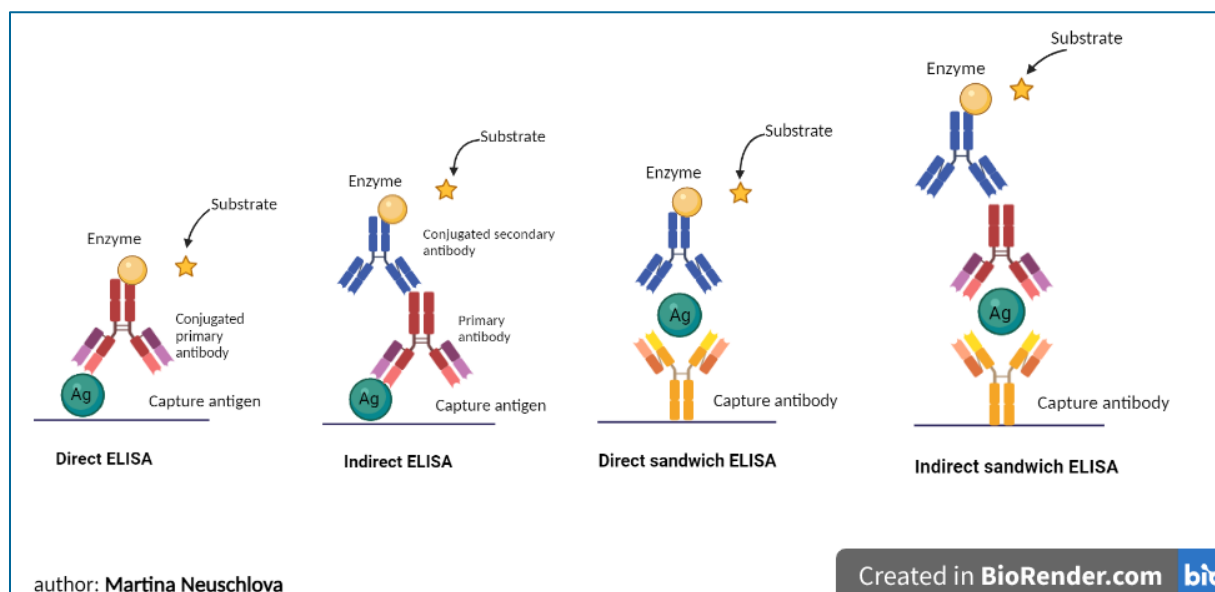 Substrate
Enzyme
Conjugated
primary
antibody
Ag
Capture antigen
Direct ELISA
Substrate
Enzyme
Conjugated secondary
antibody
Primary
antibody
Ag
Capture antigen
Indirect ELISA
Substrate
Enzyme
Ag
Capture antibody
Direct sandwich ELISA
Substrate
Enzyme
Ag
Capture antibody
Indirect sandwich ELISA
author: Martina Neuschlova
Created in BioRender.com